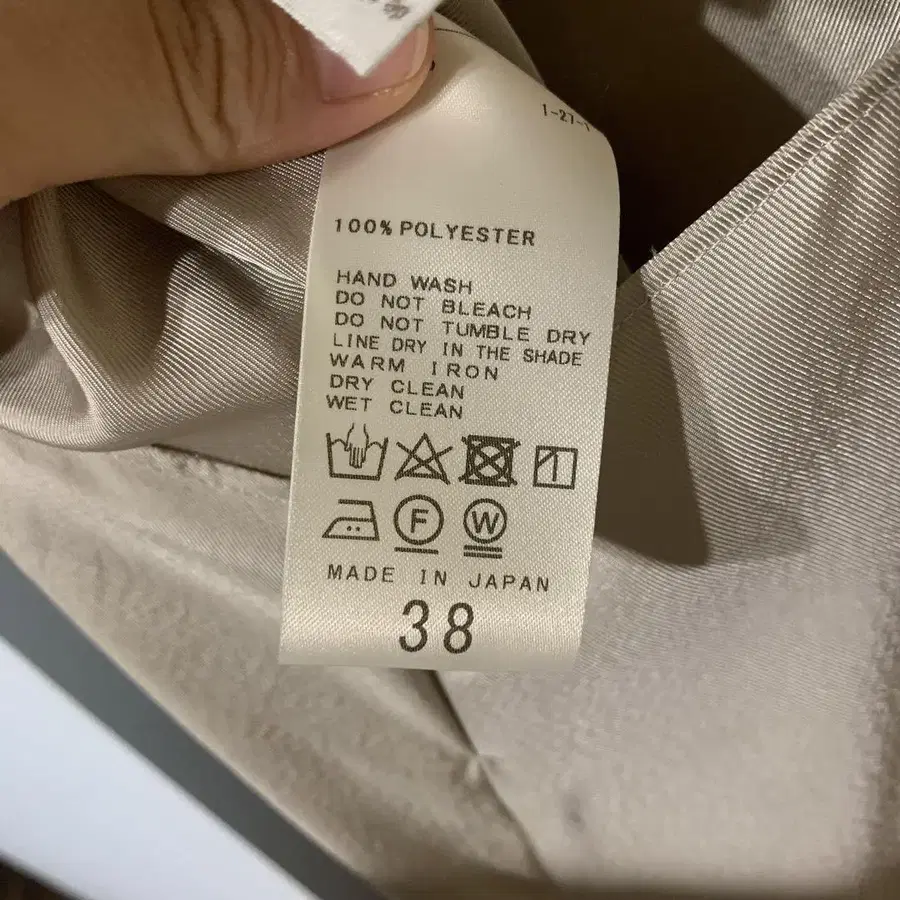 100% POLYESTER
HAND WASH
DO NOT BLEACH
DO NOT TUMBLE DRY
LINE DRY IN THE SHADE
WARM IRON
DRY CLEAN
WET CLEAN
F W
MADE IN JAPAN
38